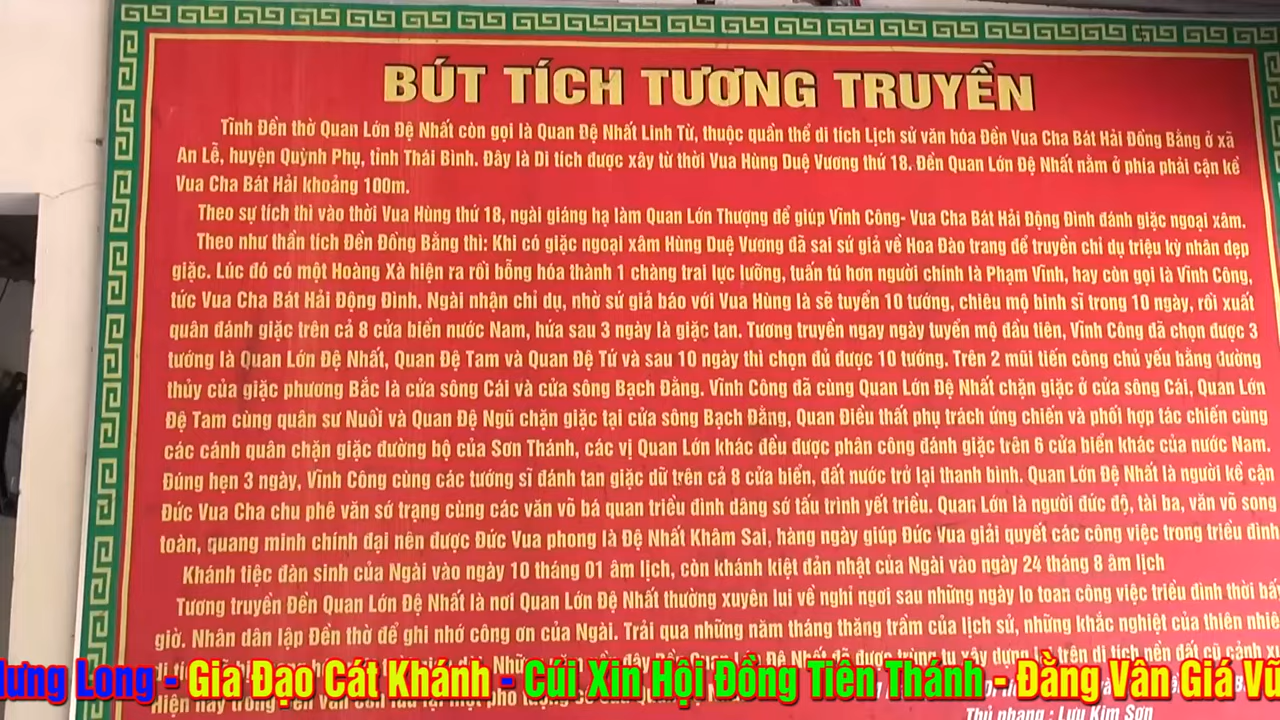 BÚT TÍCH TƯƠNG TRUYỀN
Tĩnh Đền thờ Quan Lớn Đệ Nhất còn gọi là Quan Đệ Nhất Linh Từ, thuộc quần thể di tích Lịch sử văn hóa Đền Vua Cha Bát Hải Đồng Bằng ở xã
An Lễ, huyện Quỳnh Phụ, tỉnh Thái Bình. Đây là Di tích được xây từ thời Vua Hùng Duệ Vương thứ 18. Đền Quan Lớn Đệ Nhất nằm ở phía phải cận kề
Vua Cha Bát Hải khoảng 100m.
Theo sự tích thì vào thời Vua Hùng thứ 18, ngài giáng hạ làm Quan Lớn Thượng để giúp Vĩnh Công- Vua Cha Bát Hải Động Đình đánh giặc ngoại xâm.
Theo như thần tích Đền Đồng Bằng thì: Khi có giặc ngoại xâm Hùng Duệ Vương đã sai sứ giả về Hoa Đào trang để truyền chỉ dụ triệu kỳ nhân dẹp
giặc. Lúc đó có một Hoàng Xà hiện ra rồi bỗng hóa thành 1 chàng trai lực lưỡng, tuấn tú hơn người chính là Phạm Vĩnh, hay còn gọi là Vĩnh Công,
tức Vua Cha Bát Hải Động Đình. Ngài nhận chỉ dụ, nhờ sứ giả báo với Vua Hùng là sẽ tuyển 10 tướng, chiêu mộ binh sĩ trong 10 ngày, rồi xuất
quân đánh giặc trên cả 8 cửa biển nước Nam, hứa sau 3 ngày là giặc tan. Tương truyền ngay ngày tuyển mộ đầu tiên, Vĩnh Công đã chọn được 3
tướng là Quan Lớn Đệ Nhất, Quan Đệ Tam và Quan Đệ Tứ và sau 10 ngày thì chọn đủ được 10 tướng. Trên 2 mũi tiến công chủ yếu bằng đường
thủy của giặc phương Bắc là cửa sông Cái và cửa sông Bạch Đằng. Vĩnh Công đã cùng Quan Lớn Đệ Nhất chặn giặc ở cửa sông Cái, Quan Lớn
Đệ Tam cùng quân sư Nuôi và Quan Đệ Ngũ chặn giặc tại cửa sông Bạch Đằng, Quan Điều thất phụ trách ứng chiến và phối hợp tác chiến cùng
các cánh quân chặn giặc đường bộ của Sơn Thánh, các vị Quan Lớn khác đều được phân công đánh giặc trên 6 cửa biển khác của nước Nam.
Đúng hẹn 3 ngày, Vĩnh Công cùng các tướng sĩ đánh tan giặc dữ trên cả 8 cửa biển, đất nước trở lại thanh bình. Quan Lớn Đệ Nhất là người kề cận
Đức Vua Cha chu phê văn sớ trạng cùng các văn võ bá quan triều đình dâng sớ tấu trình yết triều. Quan Lớn là người đức độ, tài ba, văn võ song
toàn, quang minh chính đại nên được Đức Vua phong là Đệ Nhất Khâm Sai, hàng ngày giúp Đức Vua giải quyết các công việc trong triều đình
Khánh tiệc đàn sinh của Ngài vào ngày 10 tháng 01 âm lịch, còn khánh kiệt đản nhật của Ngài vào ngày 24 tháng 8 âm lịch
Tương truyền Đền Quan Lớn Đệ Nhất là nơi Quan Lớn Đệ Nhất thường xuyên lui về nghỉ ngơi sau những ngày lo toan công việc triều đình thời bấy
giờ. Nhân dân lập Đền thờ để ghi nhớ công ơn của Ngài. Trải qua những năm tháng thăng trầm của lịch sử, những khắc nghiệt của thiên nhiên
Hưng Long - Gia Đạo Cát Khánh - Cúi Xin Hội Đồng Tiên Thánh - Đằng Vân Giá Vũ
Thủ nhang : Lưu Kim Sơn